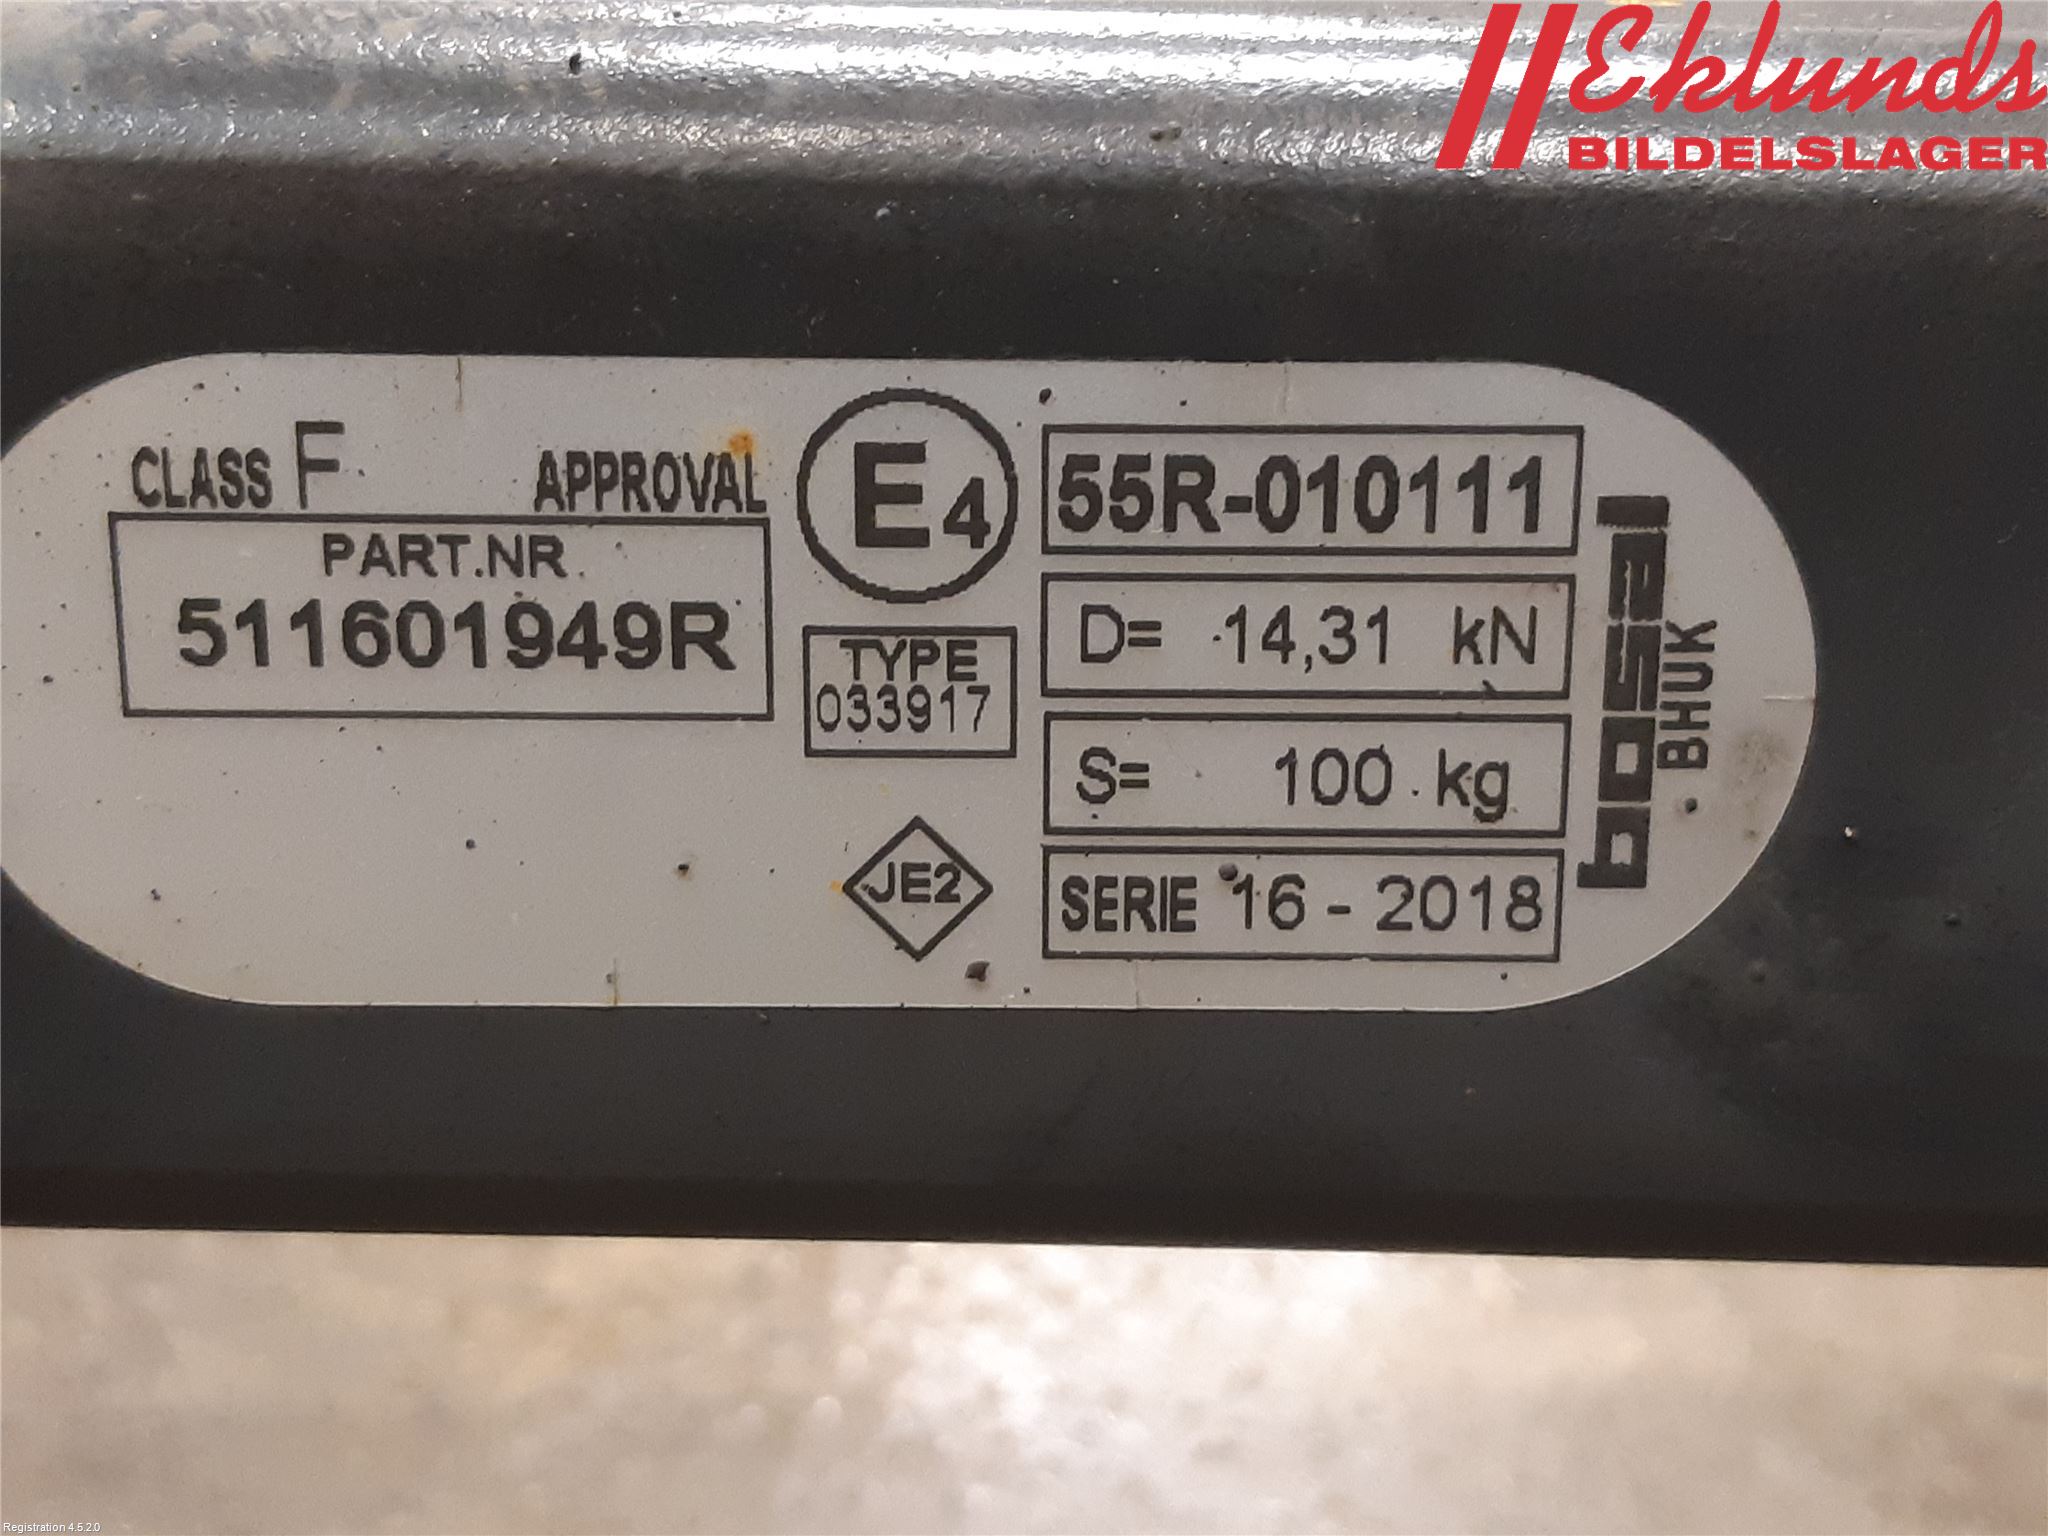 Eklunds
BILDELSLAGER
CLASS F APPROVAL
PART.NR.
511601949R
E4
TYPE
033917
JE2
55R-010111
D= 14,31 kN
S= 100 kg
SERIE 16 - 2018
bosal
BHUK
Registration 4.5.2.0